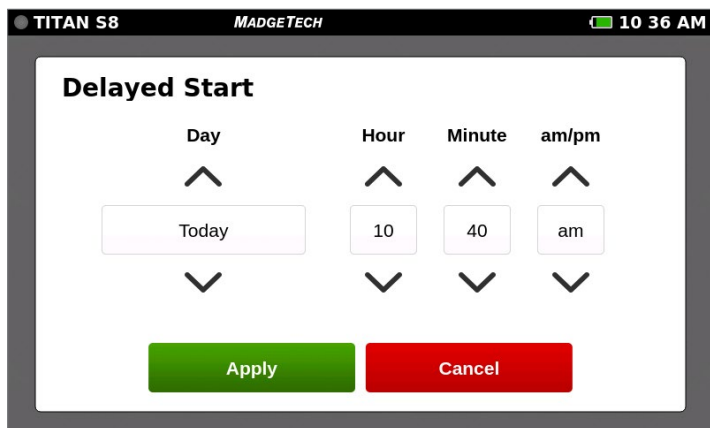 TITAN S8 MADGETECH 10 36 AM
Delayed Start
Day Hour Minute am/pm
Today 10 40 am
Apply Cancel